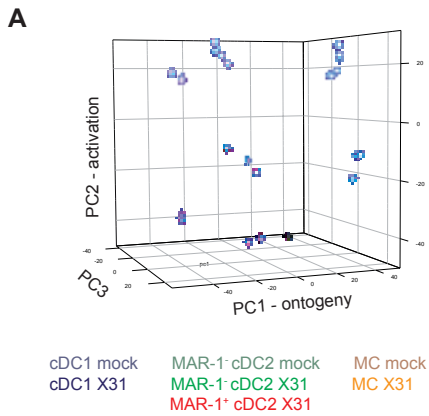 A
PC2 - activation
20
0
-20
-40
-40
-20
0
20
PC3
pc1
-40
-20
0
20
40
PC1 - ontogeny
cDC1 mock MAR-1⁻ cDC2 mock MC mock
cDC1 X31 MAR-1⁻ cDC2 X31 MC X31
MAR-1⁺ cDC2 X31